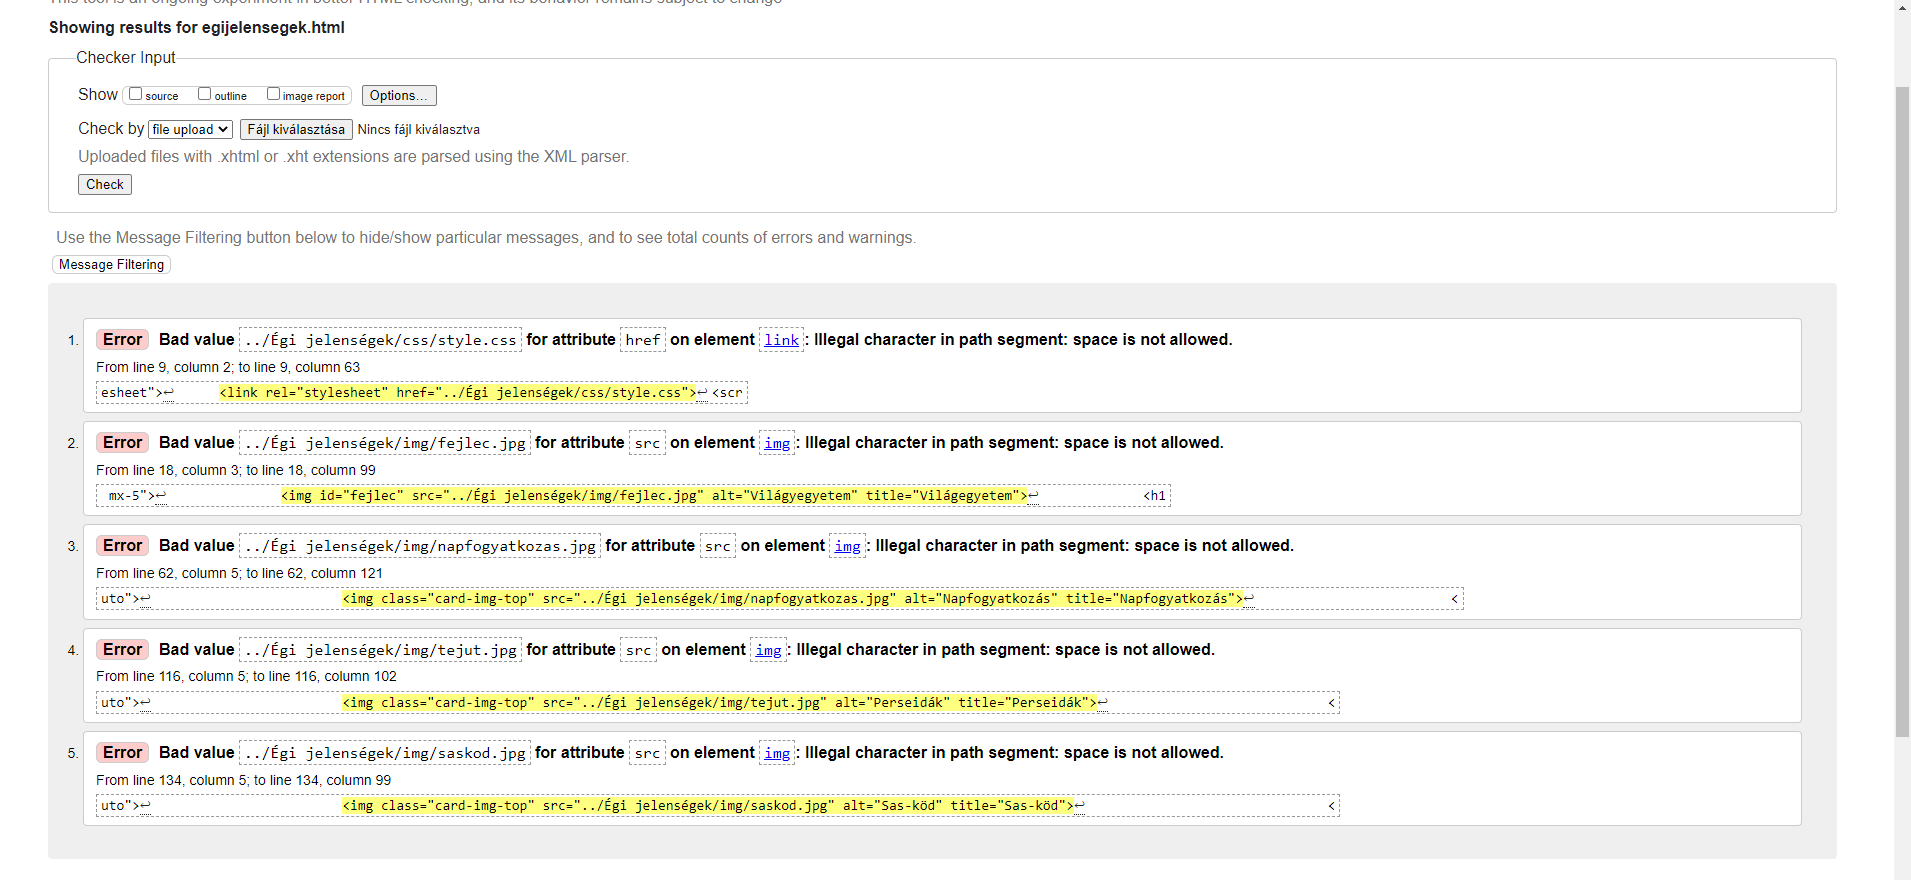 This tool is an ongoing experiment in better HTML checking, and its behavior remains subject to change
Showing results for egijelensegek.html
Checker Input
Show source outline image report Options...
Check by file upload Fájl kiválasztása Nincs fájl kiválasztva
Uploaded files with .xhtml or .xht extensions are parsed using the XML parser.
Check
Use the Message Filtering button below to hide/show particular messages, and to see total counts of errors and warnings.
Message Filtering
1. Error Bad value ../Égi jelenségek/css/style.css for attribute href on element link: Illegal character in path segment: space is not allowed.
From line 9, column 2; to line 9, column 63
esheet">↩ <link rel="stylesheet" href="../Égi jelenségek/css/style.css">↩ <scr
2. Error Bad value ../Égi jelenségek/img/fejlec.jpg for attribute src on element img: Illegal character in path segment: space is not allowed.
From line 18, column 3; to line 18, column 99
mx-5">↩ <img id="fejlec" src="../Égi jelenségek/img/fejlec.jpg" alt="Világyegyetem" title="Világegyetem">↩ <h1
3. Error Bad value ../Égi jelenségek/img/napfogyatkozas.jpg for attribute src on element img: Illegal character in path segment: space is not allowed.
From line 62, column 5; to line 62, column 121
uto">↩ <img class="card-img-top" src="../Égi jelenségek/img/napfogyatkozas.jpg" alt="Napfogyatkozás" title="Napfogyatkozás">↩ <
4. Error Bad value ../Égi jelenségek/img/tejut.jpg for attribute src on element img: Illegal character in path segment: space is not allowed.
From line 116, column 5; to line 116, column 102
uto">↩ <img class="card-img-top" src="../Égi jelenségek/img/tejut.jpg" alt="Perseidák" title="Perseidák">↩ <
5. Error Bad value ../Égi jelenségek/img/saskod.jpg for attribute src on element img: Illegal character in path segment: space is not allowed.
From line 134, column 5; to line 134, column 99
uto">↩ <img class="card-img-top" src="../Égi jelenségek/img/saskod.jpg" alt="Sas-köd" title="Sas-köd">↩ <